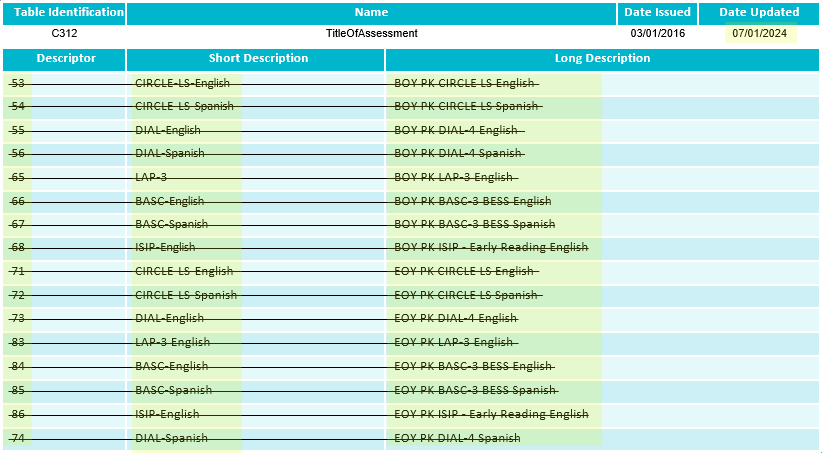 Table Identification Name Date Issued Date Updated
C312 TitleOfAssessment 03/01/2016 07/01/2024
Descriptor Short Description Long Description
53 CIRCLE-LS-English BOY PK CIRCLE LS English
54 CIRCLE-LS-Spanish BOY PK CIRCLE LS Spanish
55 DIAL-English BOY PK DIAL-4 English
56 DIAL-Spanish BOY PK DIAL-4 Spanish
65 LAP-3 BOY PK LAP-3 English
66 BASC-English BOY PK BASC-3 BESS English
67 BASC-Spanish BOY PK BASC-3 BESS Spanish
68 ISIP-English BOY PK ISIP - Early Reading English
71 CIRCLE-LS-English EOY PK CIRCLE LS English
72 CIRCLE-LS-Spanish EOY PK CIRCLE LS Spanish
73 DIAL-English EOY PK DIAL-4 English
83 LAP-3 English EOY PK LAP-3 English
84 BASC-English EOY PK BASC-3 BESS English
85 BASC-Spanish EOY PK BASC-3 BESS Spanish
86 ISIP-English EOY PK ISIP - Early Reading English
74 DIAL-Spanish EOY PK DIAL-4 Spanish